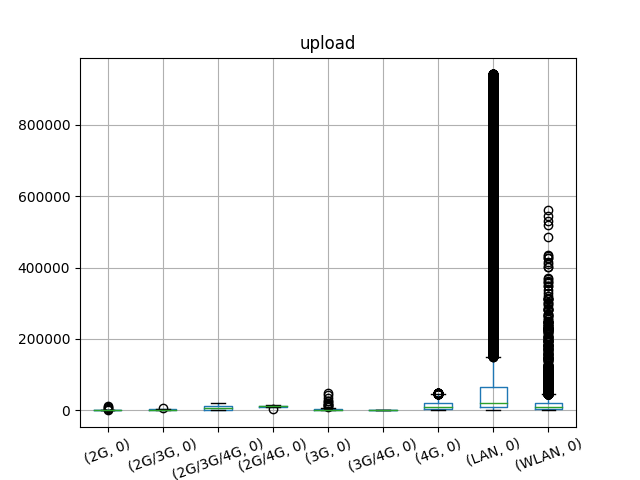 upload
800000
600000
400000
200000
0
(2G, 0)
(2G/3G, 0)
(2G/3G/4G, 0)
(2G/4G, 0)
(3G, 0)
(3G/4G, 0)
(4G, 0)
(LAN, 0)
(WLAN, 0)